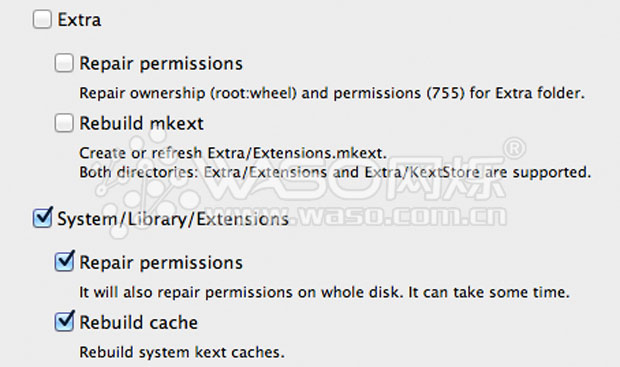 Extra
Repair permissions
Repair ownership (root:wheel) and permissions (755) for Extra folder.
Rebuild mkext
Create or refresh Extra/Extensions.mkext.
Both directories: Extra/Extensions and Extra/KextStore are supported.
WASO网烁®
www.waso.com.cn
System/Library/Extensions
Repair permissions
It will also repair permissions on whole disk. It can take some time.
Rebuild cache
Rebuild system kext caches.